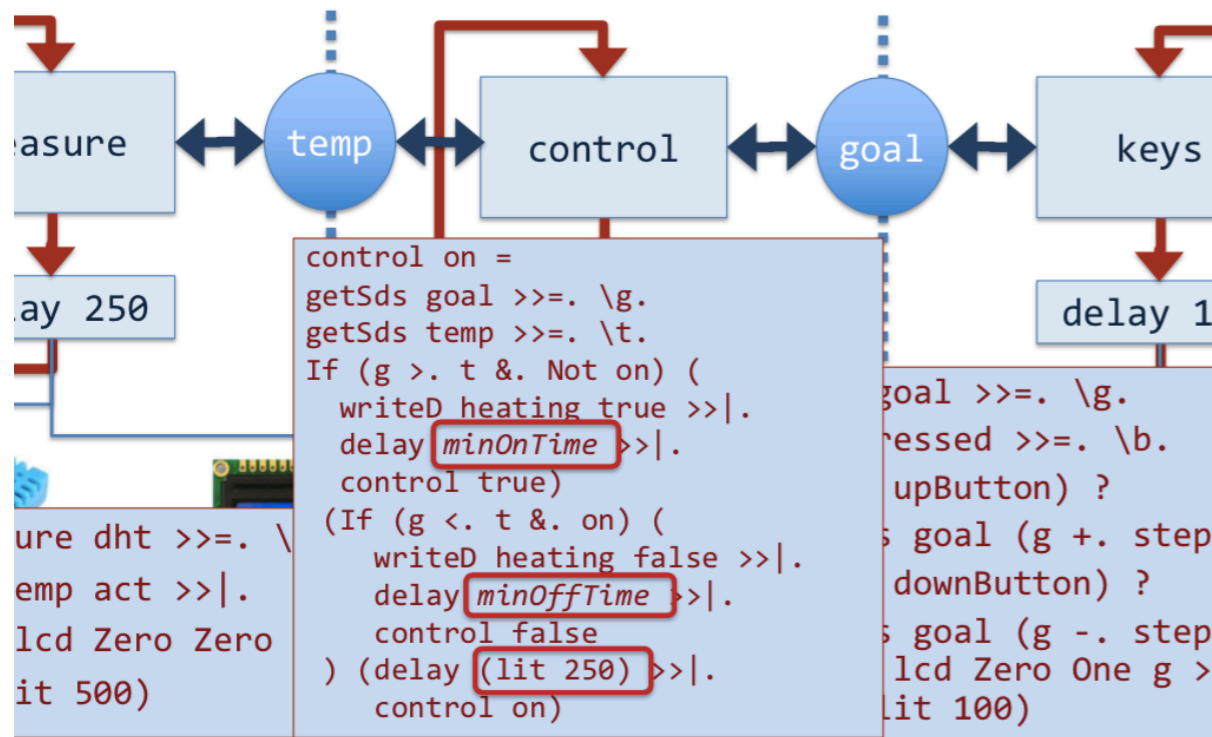 easure
temp
control
goal
keys
ay 250
delay 1
control on =
getSds goal >>=. \g.
getSds temp >>=. \t.
If (g >. t &. Not on) (
writeD heating true >>|.
delay minOnTime >>|.
control true)
(If (g <. t &. on) (
writeD heating false >>|.
delay minOffTime >>|.
control false
) (delay (lit 250) >>|.
control on)
ure dht >>=. \
emp act >>|.
lcd Zero Zero
it 500)
goal >>=. \g.
ressed >>=. \b.
upButton) ?
s goal (g +. step
downButton) ?
s goal (g -. step
lcd Zero One g >
lit 100)